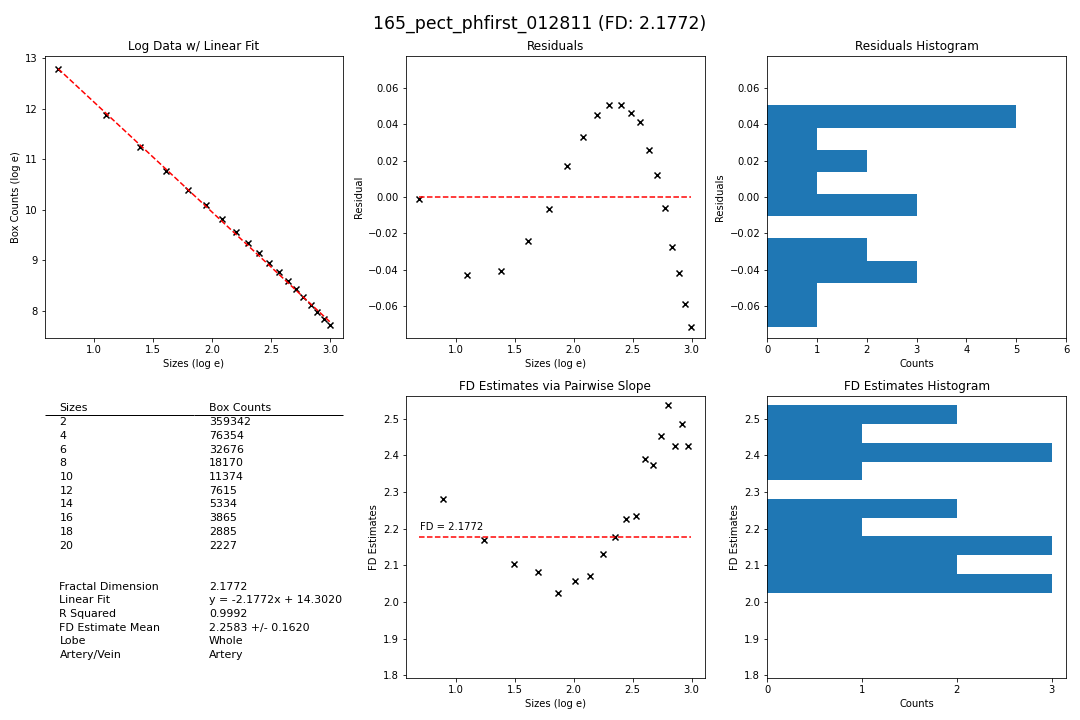 165_pect_phfirst_012811 (FD: 2.1772)
Log Data w/ Linear Fit
13
12
11
10
9
8
Box Counts (log e)
1.0 1.5 2.0 2.5 3.0
Sizes (log e)
Residuals
0.06
0.04
0.02
0.00
−0.02
−0.04
−0.06
Residual
1.0 1.5 2.0 2.5 3.0
Sizes (log e)
Residuals Histogram
0.06
0.04
0.02
0.00
−0.02
−0.04
−0.06
Residuals
0 1 2 3 4 5 6
Counts
Sizes Box Counts
2 359342
4 76354
6 32676
8 18170
10 11374
12 7615
14 5334
16 3865
18 2885
20 2227
Fractal Dimension 2.1772
Linear Fit y = -2.1772x + 14.3020
R Squared 0.9992
FD Estimate Mean 2.2583 +/- 0.1620
Lobe Whole
Artery/Vein Artery
FD Estimates via Pairwise Slope
2.5
2.4
2.3
2.2
2.1
2.0
1.9
1.8
FD Estimates
FD = 2.1772
1.0 1.5 2.0 2.5 3.0
Sizes (log e)
FD Estimates Histogram
2.5
2.4
2.3
2.2
2.1
2.0
1.9
1.8
FD Estimates
0 1 2 3
Counts